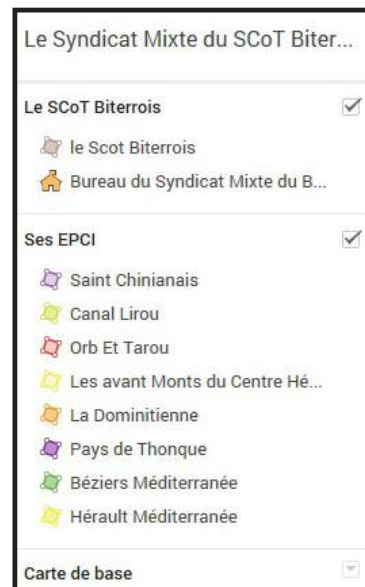 Le Syndicat Mixte du SCoT Biter...
Le SCoT Biterrois
le Scot Biterrois
Bureau du Syndicat Mixte du B...
Ses EPCI
Saint Chinianais
Canal Lirou
Orb Et Tarou
Les avant Monts du Centre Hé...
La Dominitienne
Pays de Thonque
Béziers Méditerranée
Hérault Méditerranée
Carte de base